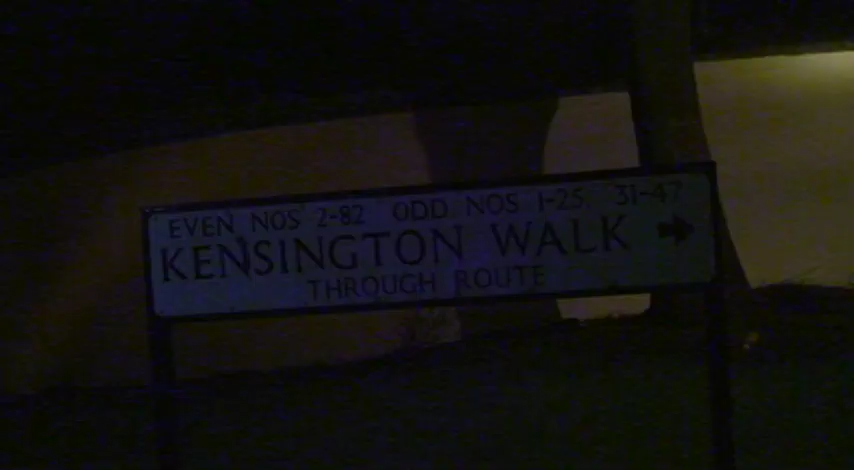 EVEN NOS 2-82 ODD NOS 1-25 31-47
KENSINGTON WALK
THROUGH ROUTE